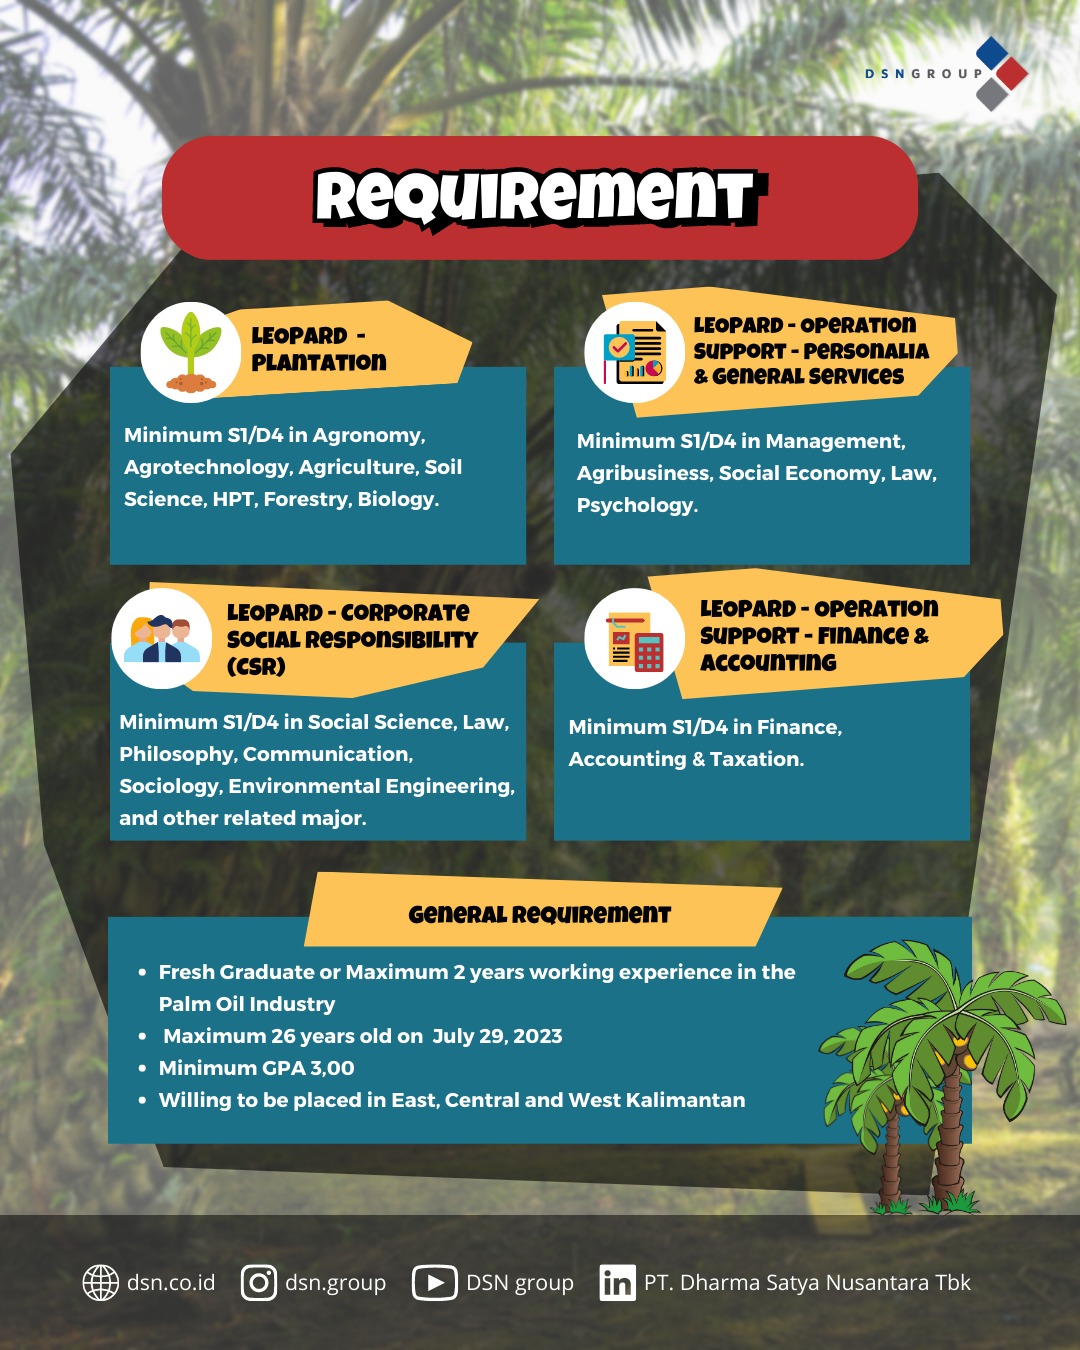 DSNGROUP
Requirement
Leopard -
Plantation
Minimum S1/D4 in Agronomy,
Agrotechnology, Agriculture, Soil
Science, HPT, Forestry, Biology.
Leopard - Operation
Support - Personalia
& General Services
Minimum S1/D4 in Management,
Agribusiness, Social Economy, Law,
Psychology.
Leopard - Corporate
Social Responsibility
(CSR)
Minimum S1/D4 in Social Science, Law,
Philosophy, Communication,
Sociology, Environmental Engineering,
and other related major.
Leopard - Operation
Support - Finance &
Accounting
Minimum S1/D4 in Finance,
Accounting & Taxation.
General Requirement
• Fresh Graduate or Maximum 2 years working experience in the
Palm Oil Industry
• Maximum 26 years old on July 29, 2023
• Minimum GPA 3,00
• Willing to be placed in East, Central and West Kalimantan
dsn.co.id dsn.group DSN group in PT. Dharma Satya Nusantara Tbk